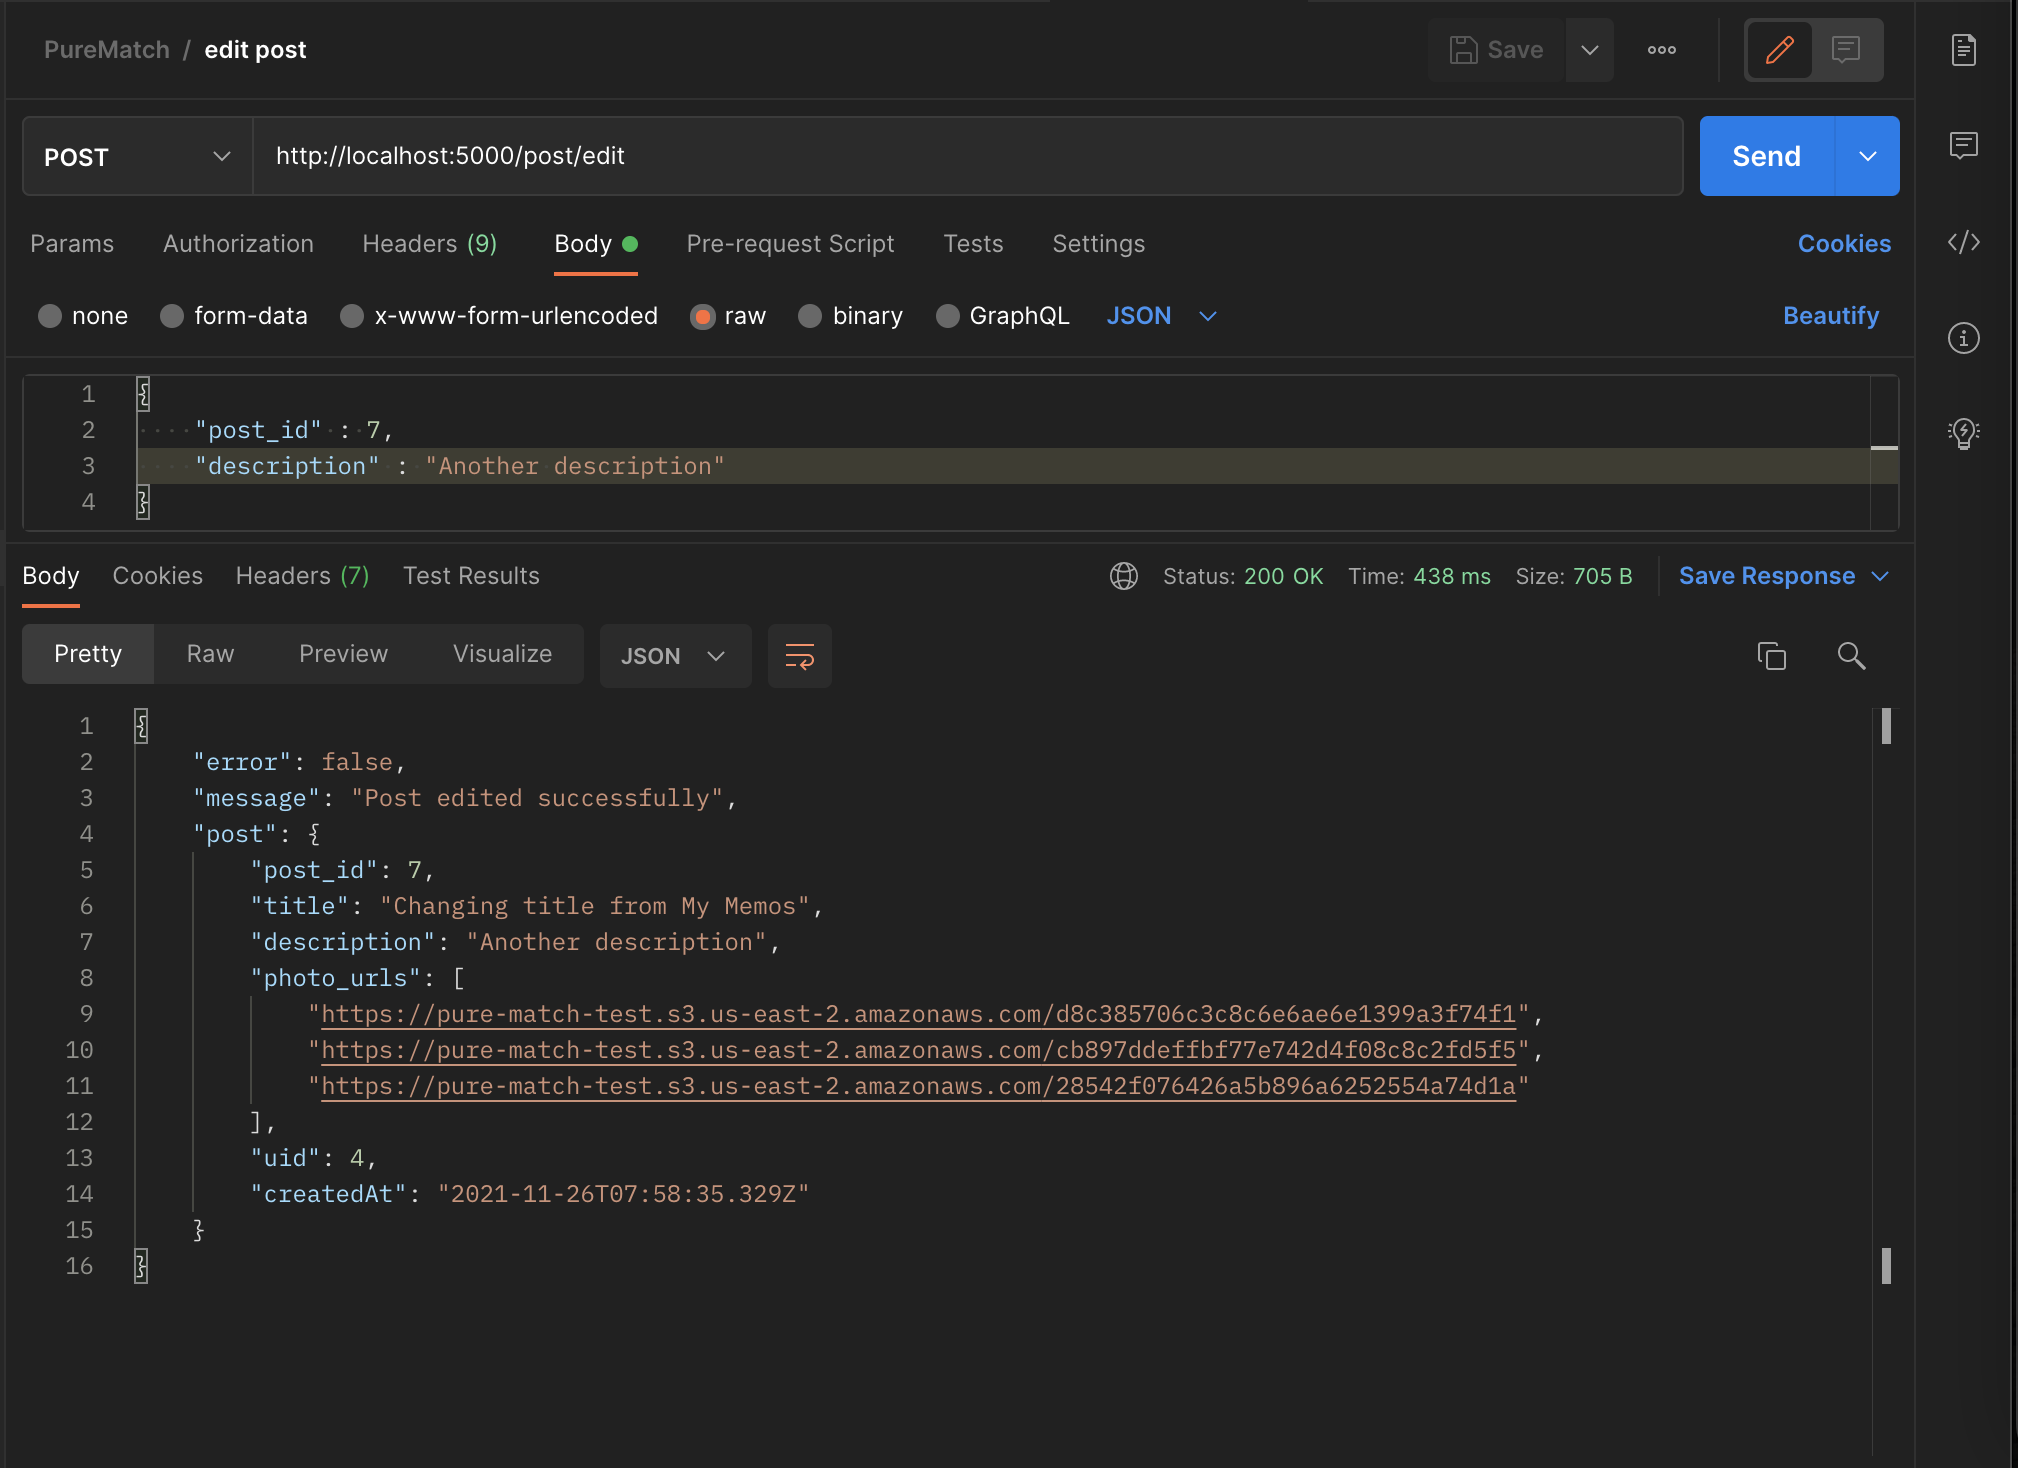 PureMatch / edit post
Save
POST
http://localhost:5000/post/edit
Send
Params Authorization Headers (9) Body Pre-request Script Tests Settings Cookies
none form-data x-www-form-urlencoded raw binary GraphQL JSON Beautify
1 {
2 "post_id" : 7,
3 "description" : "Another description"
4 }
Body Cookies Headers (7) Test Results Status: 200 OK Time: 438 ms Size: 705 B Save Response
Pretty Raw Preview Visualize JSON
1 {
2 "error": false,
3 "message": "Post edited successfully",
4 "post": {
5 "post_id": 7,
6 "title": "Changing title from My Memos",
7 "description": "Another description",
8 "photo_urls": [
9 "https://pure-match-test.s3.us-east-2.amazonaws.com/d8c385706c3c8c6e6ae6e1399a3f74f1",
10 "https://pure-match-test.s3.us-east-2.amazonaws.com/cb897ddeffbf77e742d4f08c8c2fd5f5",
11 "https://pure-match-test.s3.us-east-2.amazonaws.com/28542f076426a5b896a6252554a74d1a"
12 ],
13 "uid": 4,
14 "createdAt": "2021-11-26T07:58:35.329Z"
15 }
16 }